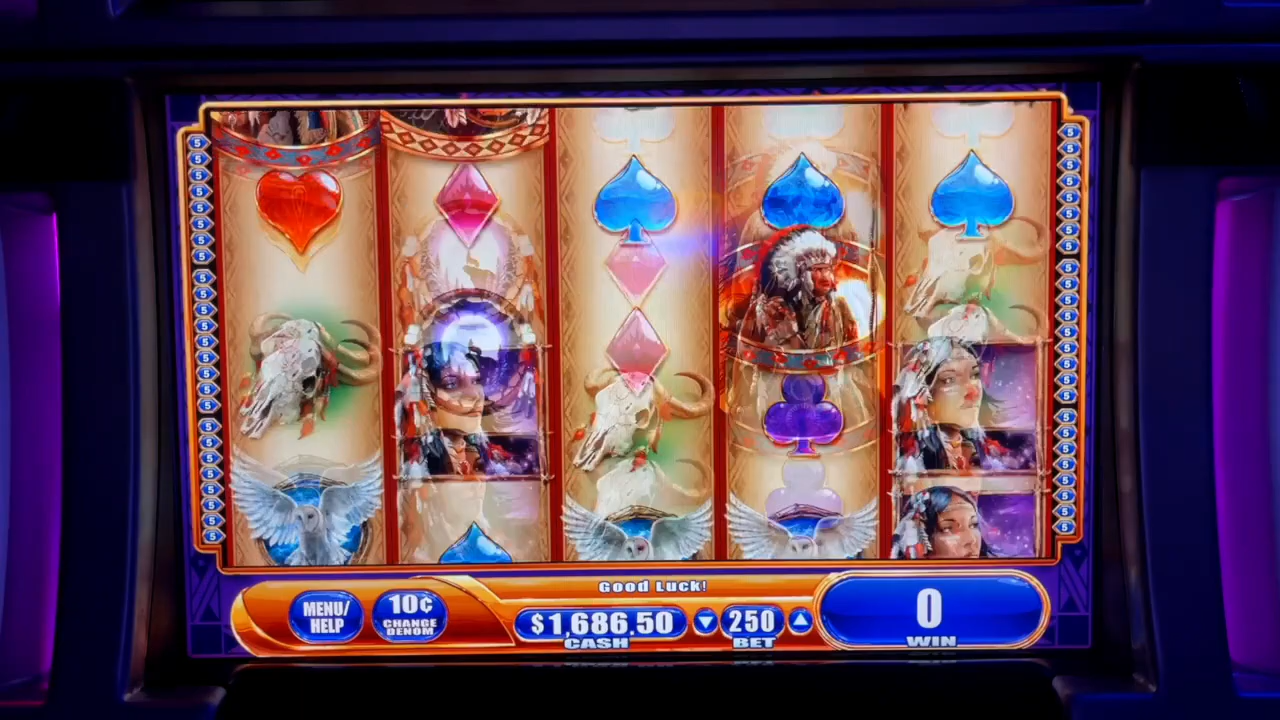 Good Luck!
MENU/
HELP
10¢
CHANGE
DENOM
$1,686.50
CASH
250
BET
0
WIN